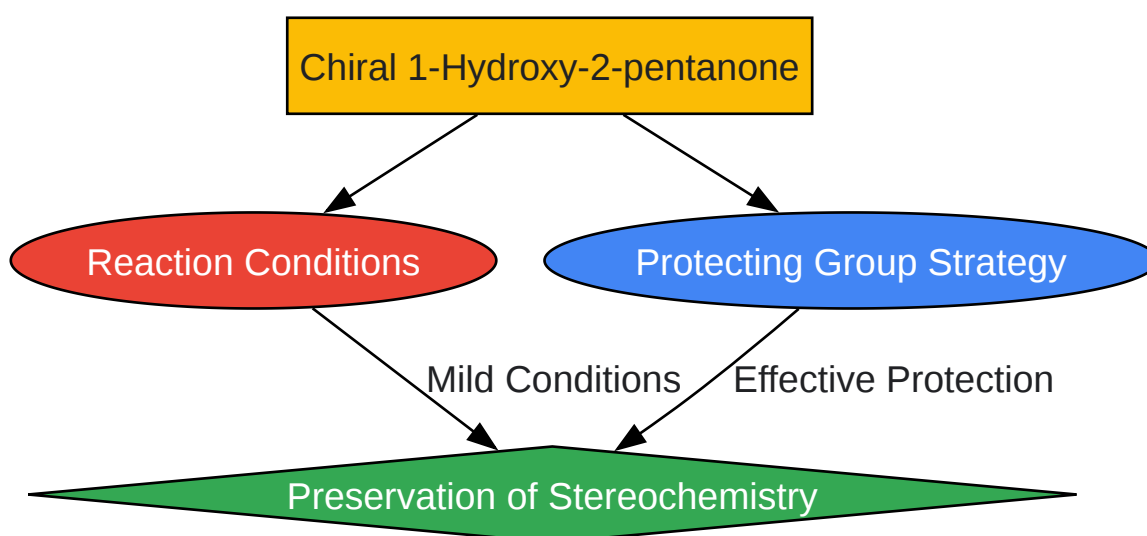 Chiral 1-Hydroxy-2-pentanone
Reaction Conditions
Protecting Group Strategy
Mild Conditions
Effective Protection
Preservation of Stereochemistry